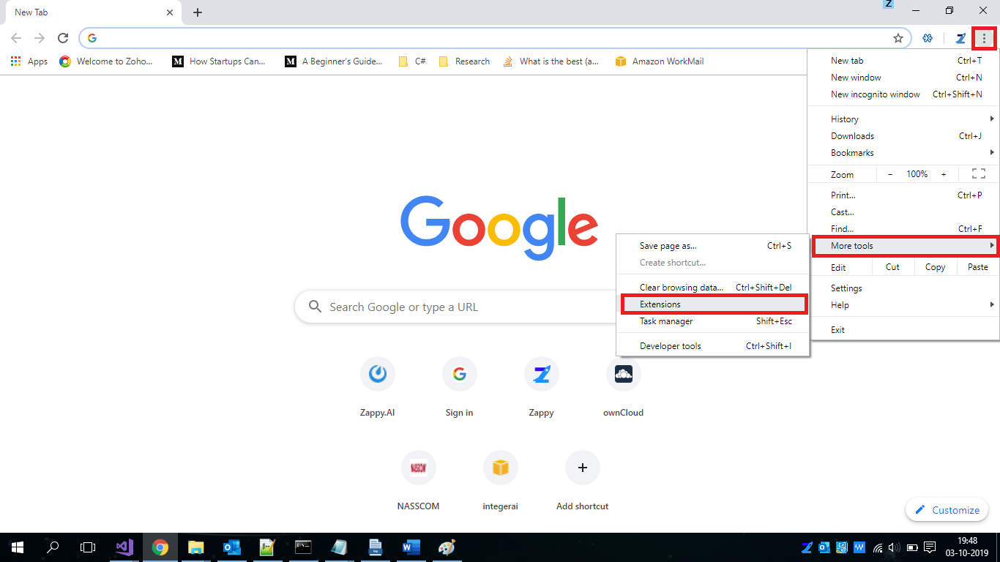 New Tab
Z
Apps
Welcome to Zoho...
M
How Startups Can...
M
A Beginner's Guide...
C#
Research
What is the best (a...
Amazon WorkMail
New tab Ctrl+T
New window Ctrl+N
New incognito window Ctrl+Shift+N
History
Downloads Ctrl+J
Bookmarks
Zoom - 100% +
Print... Ctrl+P
Cast...
Find... Ctrl+F
More tools
Edit Cut Copy Paste
Settings
Help
Exit
Save page as... Ctrl+S
Create shortcut...
Clear browsing data... Ctrl+Shift+Del
Extensions
Task manager Shift+Esc
Developer tools Ctrl+Shift+I
Google
Search Google or type a URL
Zappy.AI
Sign in
Zappy
ownCloud
NASSCOM
integerai
Add shortcut
Customize
19:48
03-10-2019